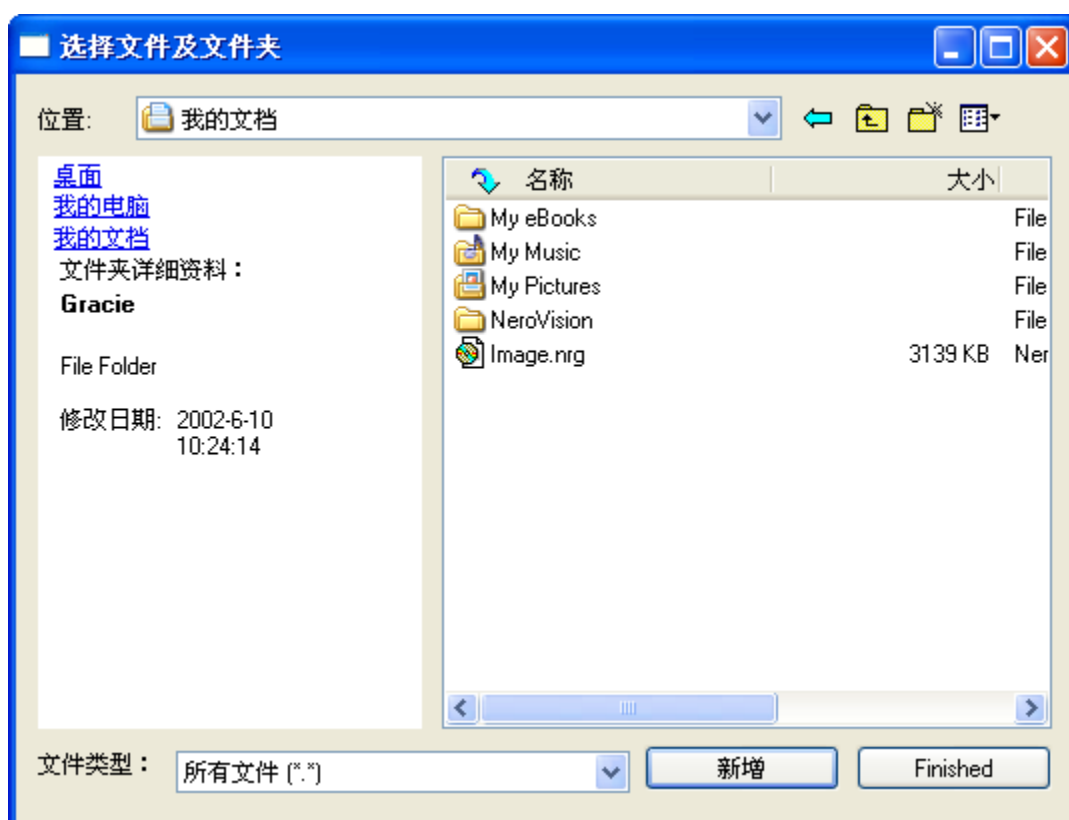 选择文件及文件夹
位置: 我的文档
桌面
我的电脑
我的文档
文件夹详细资料：
Gracie
File Folder
修改日期: 2002-6-10
10:24:14
名称 大小
My eBooks File
My Music File
My Pictures File
NeroVision File
Image.nrg 3139 KB Ner
文件类型： 所有文件 (*.*) 新增 Finished